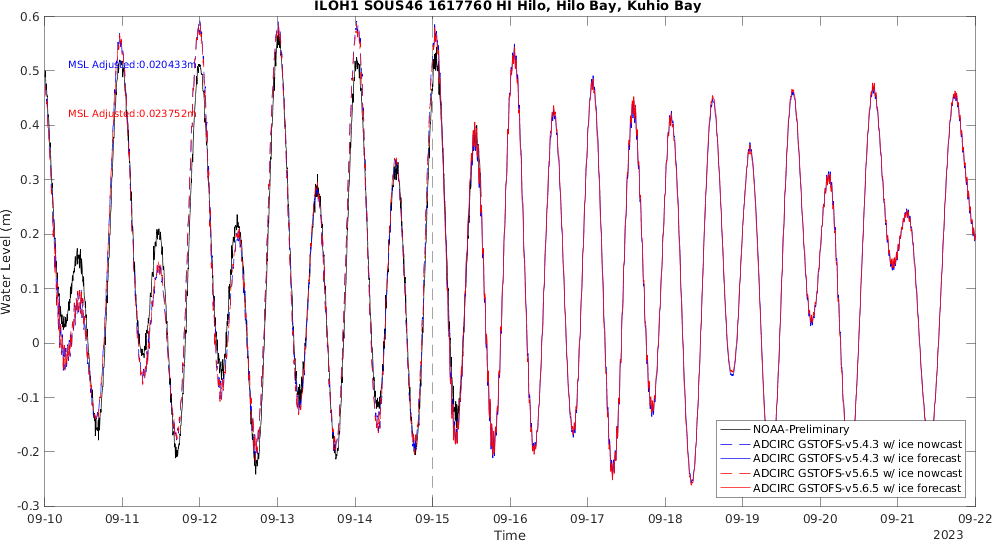 ILOH1 SOUS46 1617760 HI Hilo, Hilo Bay, Kuhio Bay
0.6
0.5
0.4
0.3
0.2
0.1
0
-0.1
-0.2
-0.3
Water Level (m)
MSL Adjusted:0.020433m
MSL Adjusted:0.023752m
NOAA-Preliminary
ADCIRC GSTOFS-v5.4.3 w/ ice nowcast
ADCIRC GSTOFS-v5.4.3 w/ ice forecast
ADCIRC GSTOFS-v5.6.5 w/ ice nowcast
ADCIRC GSTOFS-v5.6.5 w/ ice forecast
09-10 09-11 09-12 09-13 09-14 09-15 09-16 09-17 09-18 09-19 09-20 09-21 09-22
Time
2023